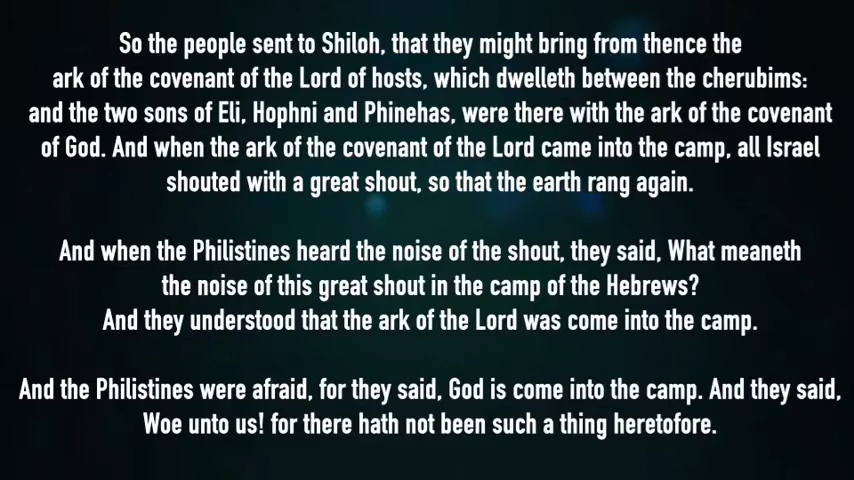 So the people sent to Shiloh, that they might bring from thence the
ark of the covenant of the Lord of hosts, which dwelleth between the cherubims:
and the two sons of Eli, Hophni and Phinehas, were there with the ark of the covenant
of God. And when the ark of the covenant of the Lord came into the camp, all Israel
shouted with a great shout, so that the earth rang again.
And when the Philistines heard the noise of the shout, they said, What meaneth
the noise of this great shout in the camp of the Hebrews?
And they understood that the ark of the Lord was come into the camp.
And the Philistines were afraid, for they said, God is come into the camp. And they said,
Woe unto us! for there hath not been such a thing heretofore.